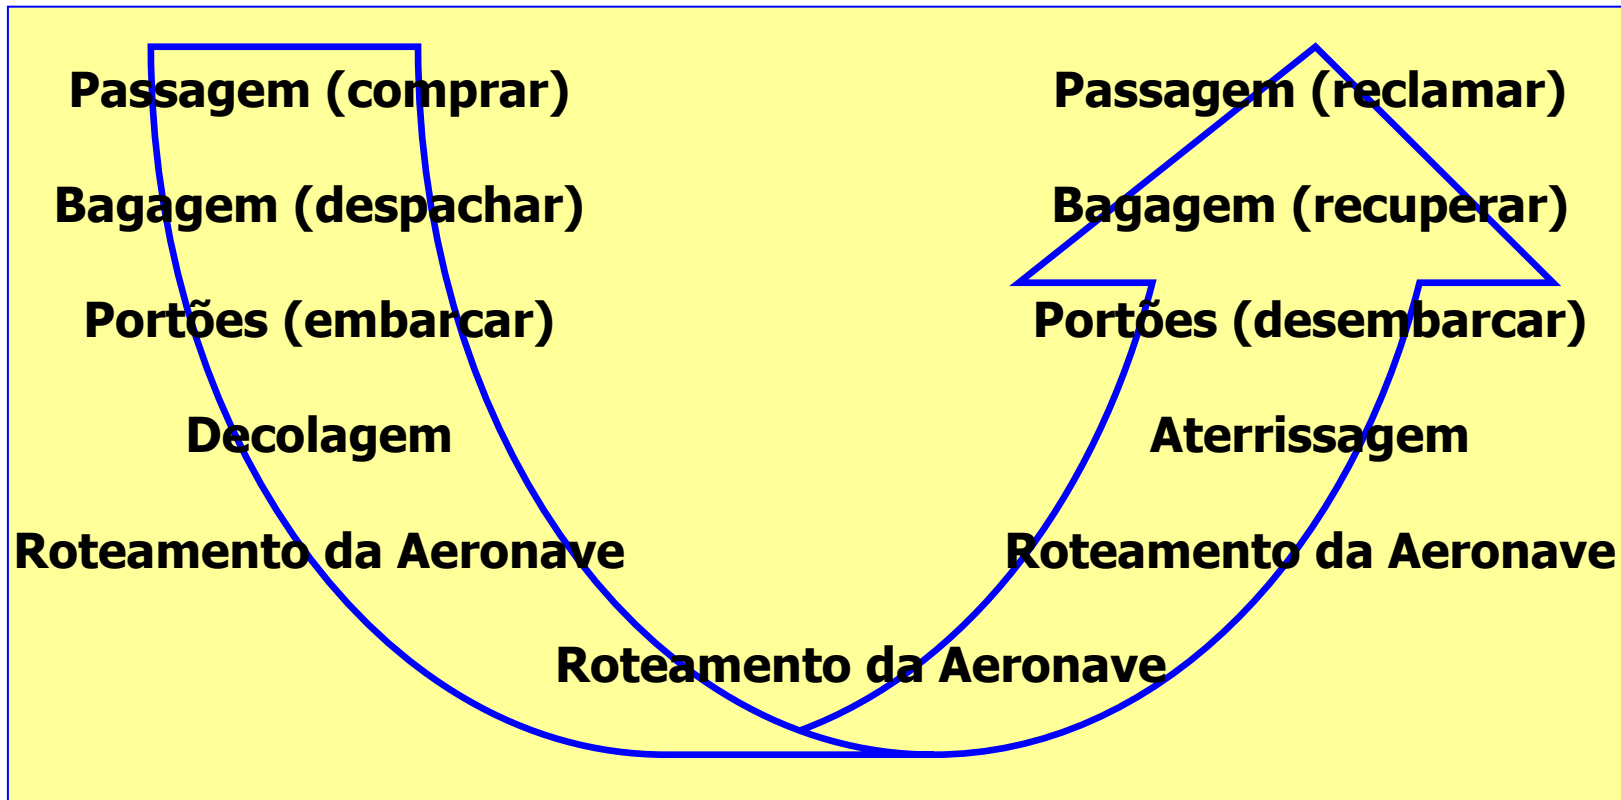 Passagem (comprar)
Bagagem (despachar)
Portões (embarcar)
Decolagem
Roteamento da Aeronave
Roteamento da Aeronave
Passagem (reclamar)
Bagagem (recuperar)
Portões (desembarcar)
Aterrissagem
Roteamento da Aeronave